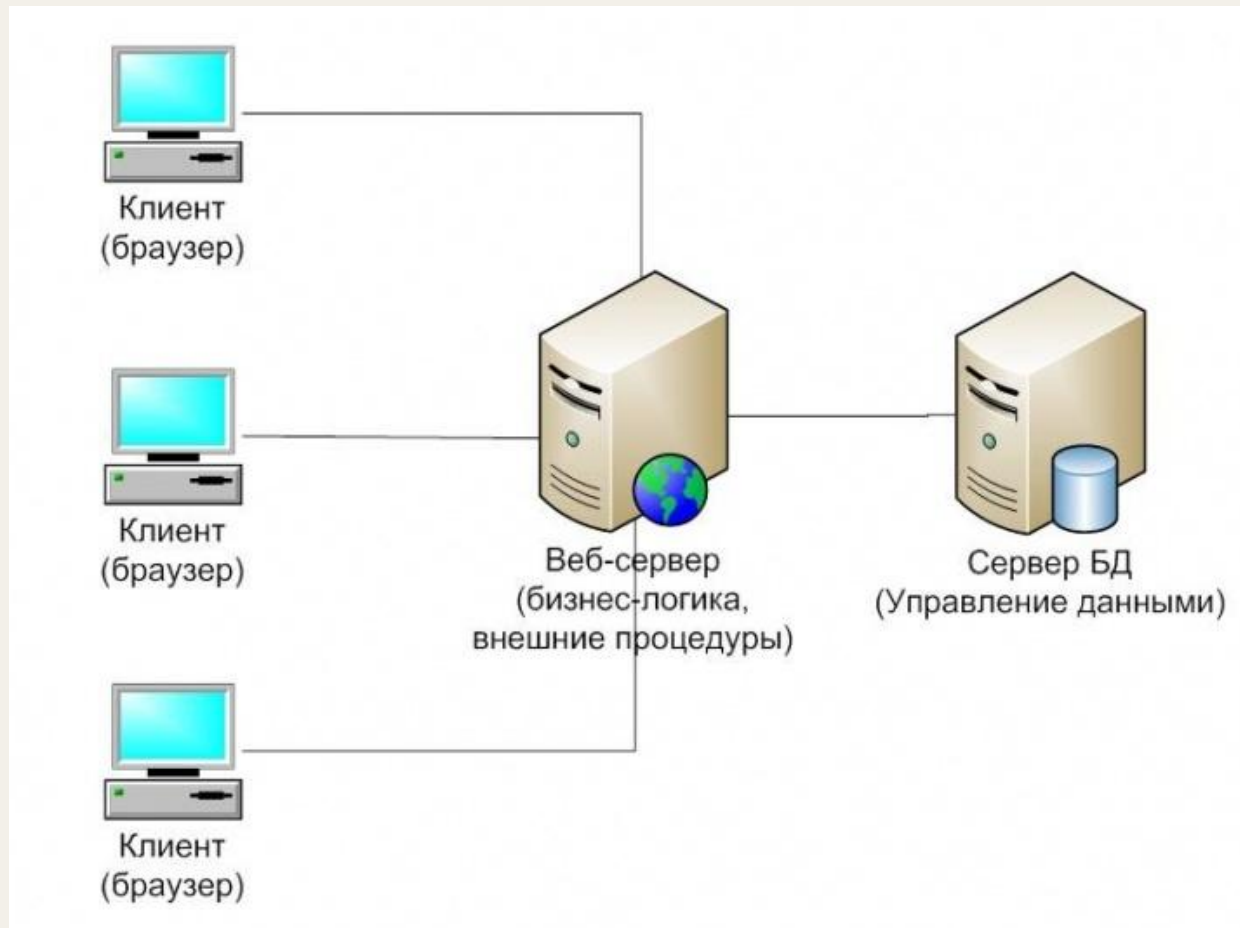 Клиент
(браузер)
Клиент
(браузер)
Веб-сервер
(бизнес-логика,
внешние процедуры)
Сервер БД
(Управление данными)
Клиент
(браузер)